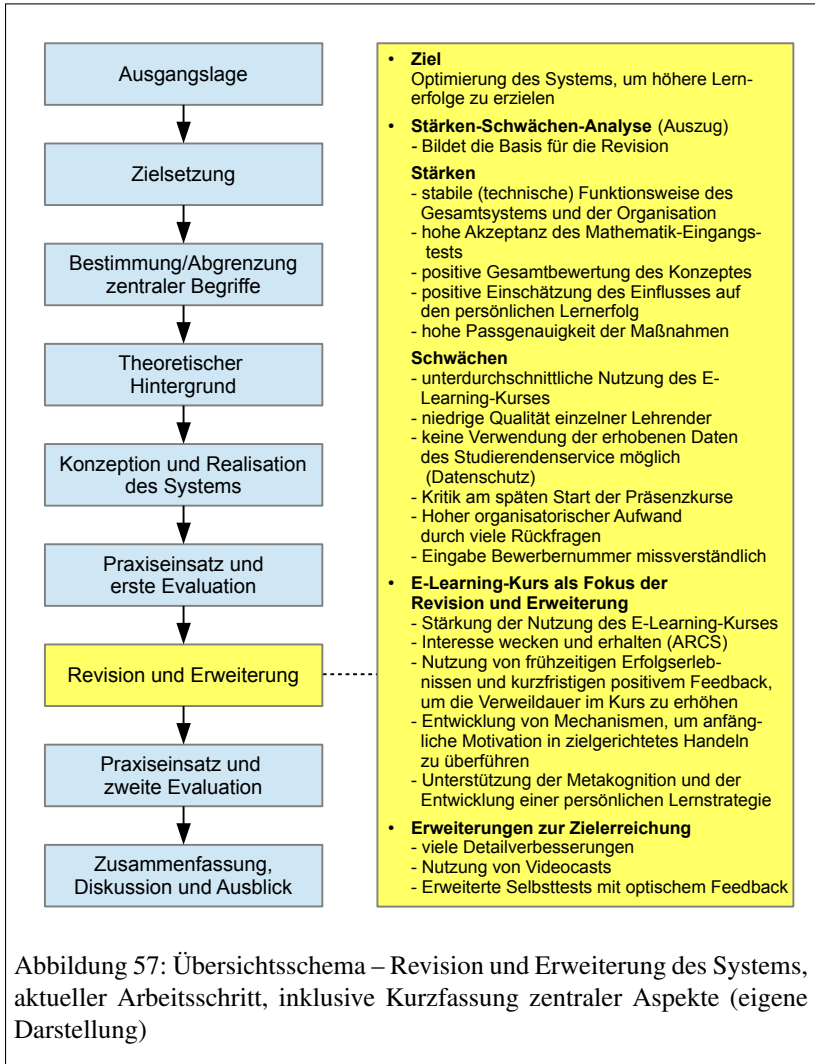 Ausgangslage
Zielsetzung
Bestimmung/Abgrenzung
zentraler Begriffe
Theoretischer
Hintergrund
Konzeption und Realisation
des Systems
Praxiseinsatz und
erste Evaluation
Revision und Erweiterung
Praxiseinsatz und
zweite Evaluation
Zusammenfassung,
Diskussion und Ausblick
• Ziel
Optimierung des Systems, um höhere Lern-
erfolge zu erzielen
• Stärken-Schwächen-Analyse (Auszug)
- Bildet die Basis für die Revision
Stärken
- stabile (technische) Funktionsweise des
Gesamtsystems und der Organisation
- hohe Akzeptanz des Mathematik-Eingangs-
tests
- positive Gesamtbewertung des Konzeptes
- positive Einschätzung des Einflusses auf
den persönlichen Lernerfolg
- hohe Passgenauigkeit der Maßnahmen
Schwächen
- unterdurchschnittliche Nutzung des E-
Learning-Kurses
- niedrige Qualität einzelner Lehrender
- keine Verwendung der erhobenen Daten
des Studierendenservice möglich
(Datenschutz)
- Kritik am späten Start der Präsenzkurse
- Hoher organisatorischer Aufwand
durch viele Rückfragen
- Eingabe Bewerbernummer missverständlich
• E-Learning-Kurs als Fokus der
Revision und Erweiterung
- Stärkung der Nutzung des E-Learning-Kurses
- Interesse wecken und erhalten (ARCS)
- Nutzung von frühzeitigen Erfolgserleb-
nissen und kurzfristigen positivem Feedback,
um die Verweildauer im Kurs zu erhöhen
- Entwicklung von Mechanismen, um anfäng-
liche Motivation in zielgerichtetes Handeln
zu überführen
- Unterstützung der Metakognition und der
Entwicklung einer persönlichen Lernstrategie
• Erweiterungen zur Zielerreichung
- viele Detailverbesserungen
- Nutzung von Videocasts
- Erweiterte Selbsttests mit optischem Feedback
Abbildung 57: Übersichtsschema – Revision und Erweiterung des Systems,
aktueller Arbeitsschritt, inklusive Kurzfassung zentraler Aspekte (eigene
Darstellung)